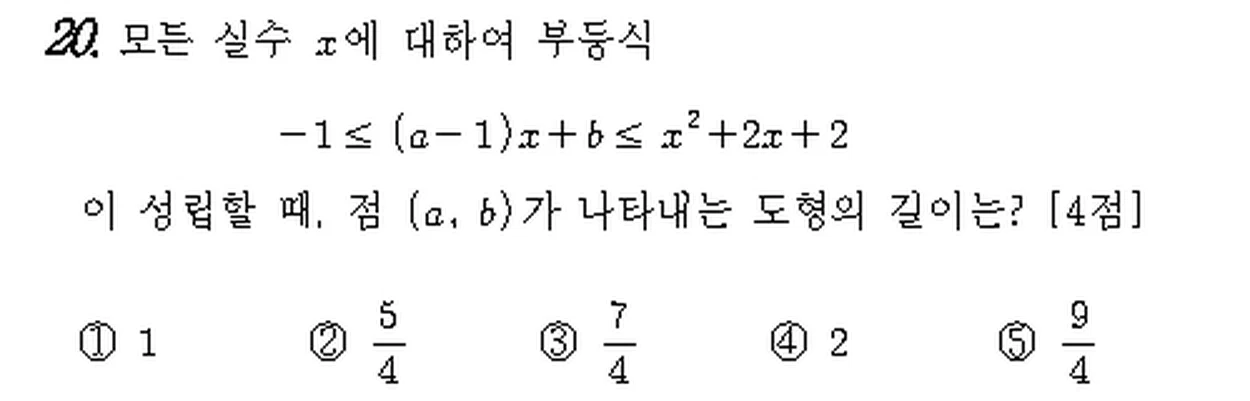 20. 모든 실수 x에 대하여 부등식
−1 ≤ (a−1)x+b ≤ x²+2x+2
이 성립할 때, 점 (a, b)가 나타내는 도형의 길이는? [4점]
① 1 ② 5/4 ③ 7/4 ④ 2 ⑤ 9/4